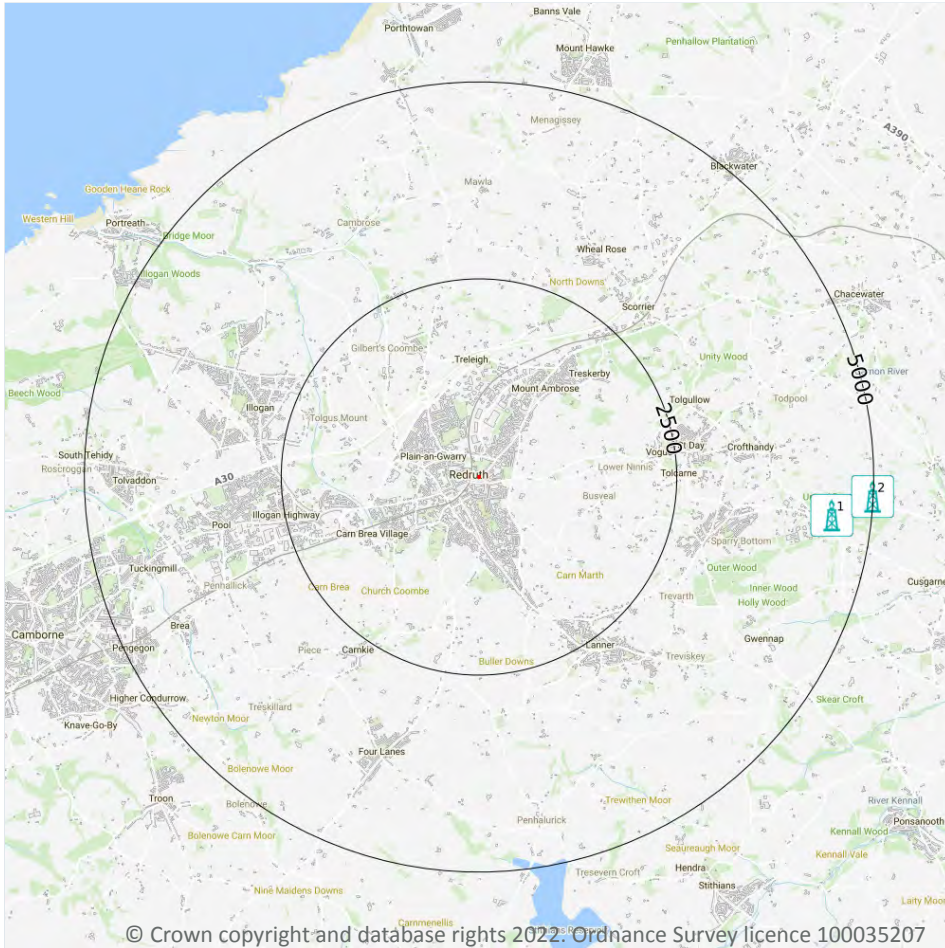 Banns Vale
Porthtowan
Mount Hawke
Penhallow Plantation
Menagissey
A390
Blackwater
Mawla
Gooden Heane Rock
Western Hill
Portreath
Cambrose
Bridge Moor
Wheal Rose
Illogan Woods
North Downs
Chacewater
Scorrier
Gilbert's Coombe
Treleigh
Unity Wood
5000
Treskerby
Mount Ambrose
Beech Wood
Todpool
Tolgullow
Illogan
Tolgus Mount
2500
Crofthandy
South Tehidy
Plain-an-Gwarry
Roscroggan
Lower Ninnis
Tolcarne
Redruth
Tolvaddon
A30
2
Busveal
1
Illogan Highway
Pool
Carn Brea Village
Sparry Bottom
Tuckingmill
Outer Wood
Carn Marth
Cusgarne
Penhallick
Carn Brea
Church Coombe
Inner Wood
Trevarth
Holly Wood
Brea
Camborne
Gwennap
Pengegon
Lanner
Piece
Carnkie
Treviskey
Buller Downs
Higher Condurrow
Skear Croft
Treskillard
Newton Moor
Knave-Go-By
Four Lanes
Bolenowe Moor
Troon
Trewithen Moor
River Kennall
Bolenowe
Penhalurick
Ponsanooth
Kennall Wood
Bolenowe Carn Moor
Seaureaugh Moor
Kennall Vale
Hendra
Tresevern Croft
Stithians
Nine Maidens Downs
Laity Moor
Carnmenellis
© Crown copyright and database rights 2022. Ordnance Survey licence 100035207